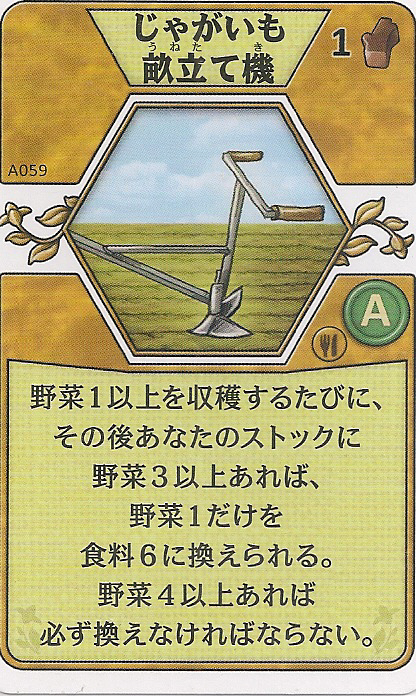 じゃがいも
うねた き
畝立て機
1
A059
A
野菜1以上を収穫するたびに、
その後あなたのストックに
野菜3以上あれば、
野菜1だけを
食料6に換えられる。
野菜4以上あれば
必ず換えなければならない。